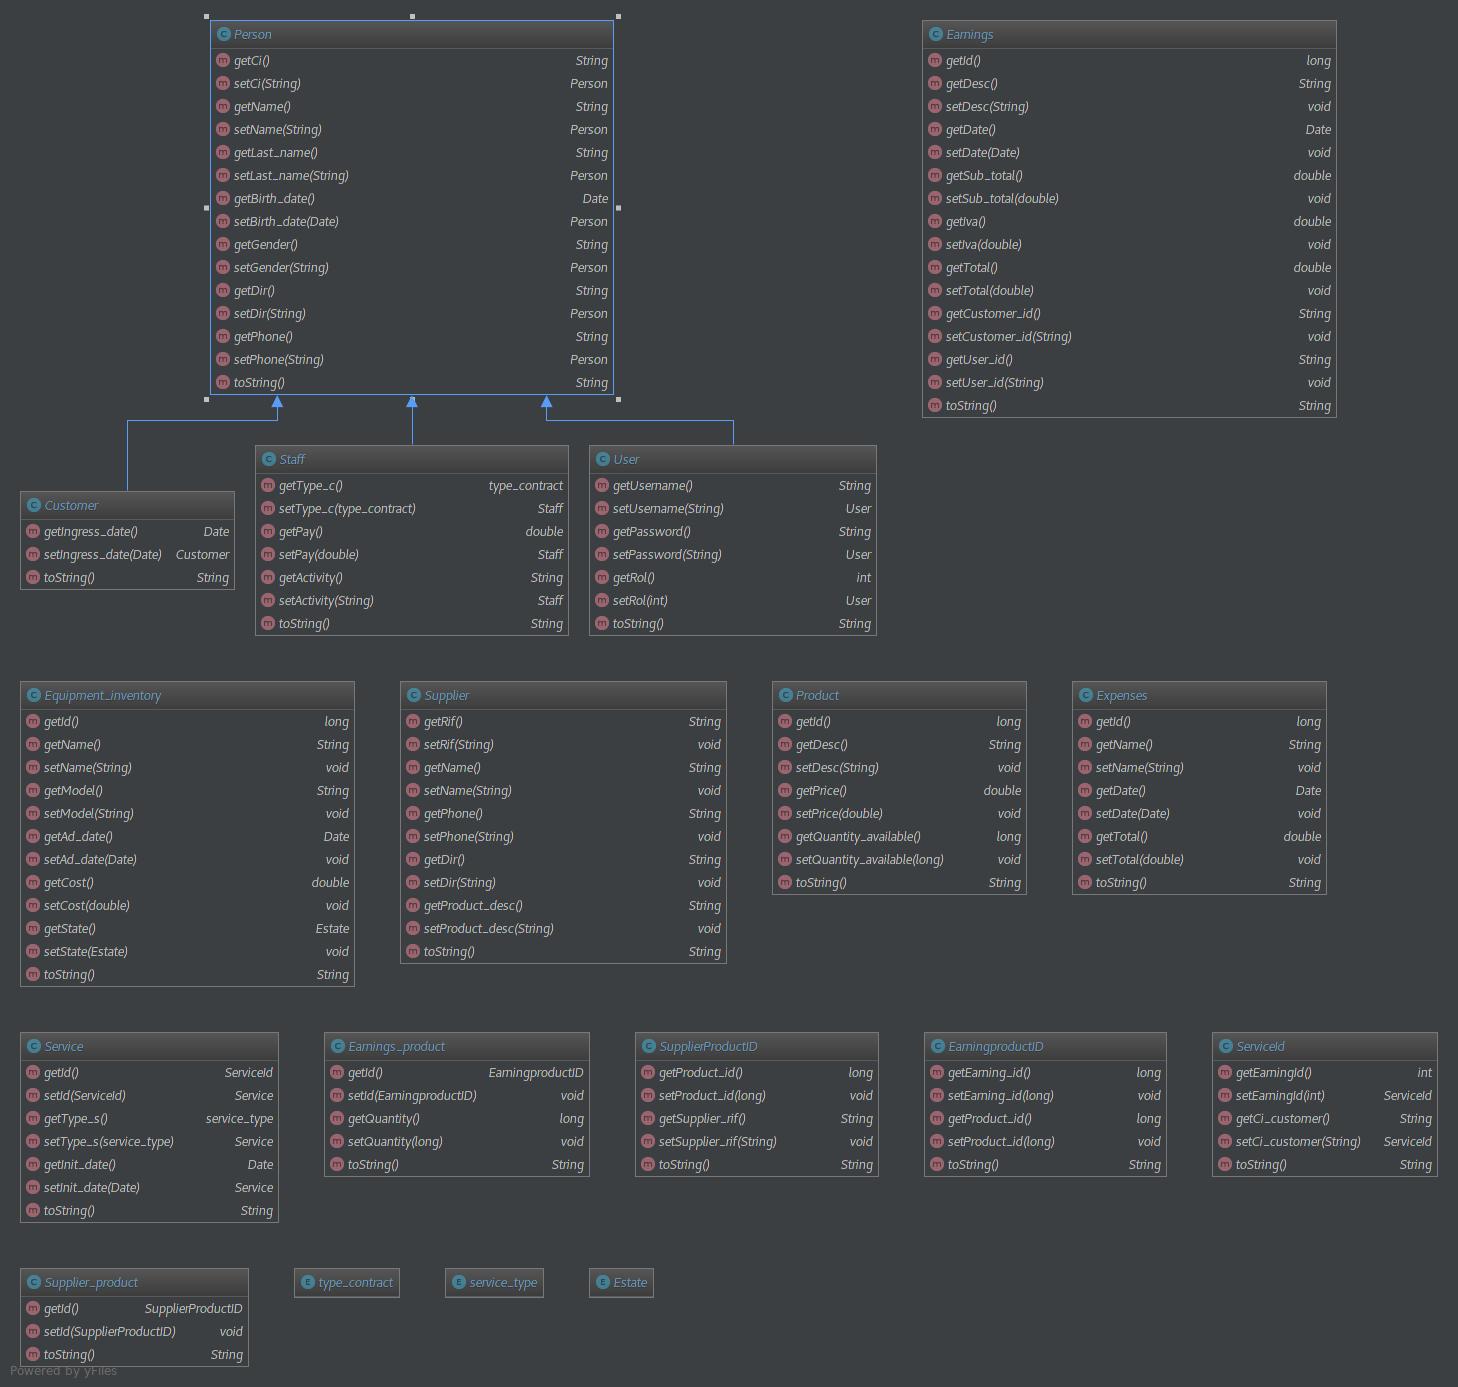 Person
getCi() String
setCi(String) Person
getName() String
setName(String) Person
getLast_name() String
setLast_name(String) Person
getBirth_date() Date
setBirth_date(Date) Person
getGender() String
setGender(String) Person
getDir() String
setDir(String) Person
getPhone() String
setPhone(String) Person
toString() String
Earnings
getId() long
getDesc() String
setDesc(String) void
getDate() Date
setDate(Date) void
getSub_total() double
setSub_total(double) void
getIva() double
setIva(double) void
getTotal() double
setTotal(double) void
getCustomer_id() String
setCustomer_id(String) void
getUser_id() String
setUser_id(String) void
toString() String
Customer
getIngress_date() Date
setIngress_date(Date) Customer
toString() String
Staff
getType_c() type_contract
setType_c(type_contract) Staff
getPay() double
setPay(double) Staff
getActivity() String
setActivity(String) Staff
toString() String
User
getUsername() String
setUsername(String) User
getPassword() String
setPassword(String) User
getRol() int
setRol(int) User
toString() String
Equipment_inventory
getId() long
getName() String
setName(String) void
getModel() String
setModel(String) void
getAd_date() Date
setAd_date(Date) void
getCost() double
setCost(double) void
getState() Estate
setState(Estate) void
toString() String
Supplier
getRif() String
setRif(String) void
getName() String
setName(String) void
getPhone() String
setPhone(String) void
getDir() String
setDir(String) void
getProduct_desc() String
setProduct_desc(String) void
toString() String
Product
getId() long
getDesc() String
setDesc(String) void
getPrice() double
setPrice(double) void
getQuantity_available() long
setQuantity_available(long) void
toString() String
Expenses
getId() long
getName() String
setName(String) void
getDate() Date
setDate(Date) void
getTotal() double
setTotal(double) void
toString() String
Service
getId() ServiceId
setId(ServiceId) Service
getType_s() service_type
setType_s(service_type) Service
getInit_date() Date
setInit_date(Date) Service
toString() String
Earnings_product
getId() EarningproductID
setId(EarningproductID) void
getQuantity() long
setQuantity(long) void
toString() String
SupplierProductID
getProduct_id() long
setProduct_id(long) void
getSupplier_rif() String
setSupplier_rif(String) void
toString() String
EarningproductID
getEarning_id() long
setEarning_id(long) void
getProduct_id() long
setProduct_id(long) void
toString() String
ServiceId
getEarningId() int
setEarningId(int) ServiceId
getCi_customer() String
setCi_customer(String) ServiceId
toString() String
Supplier_product
getId() SupplierProductID
setId(SupplierProductID) void
toString() String
type_contract
service_type
Estate
Powered by yFiles